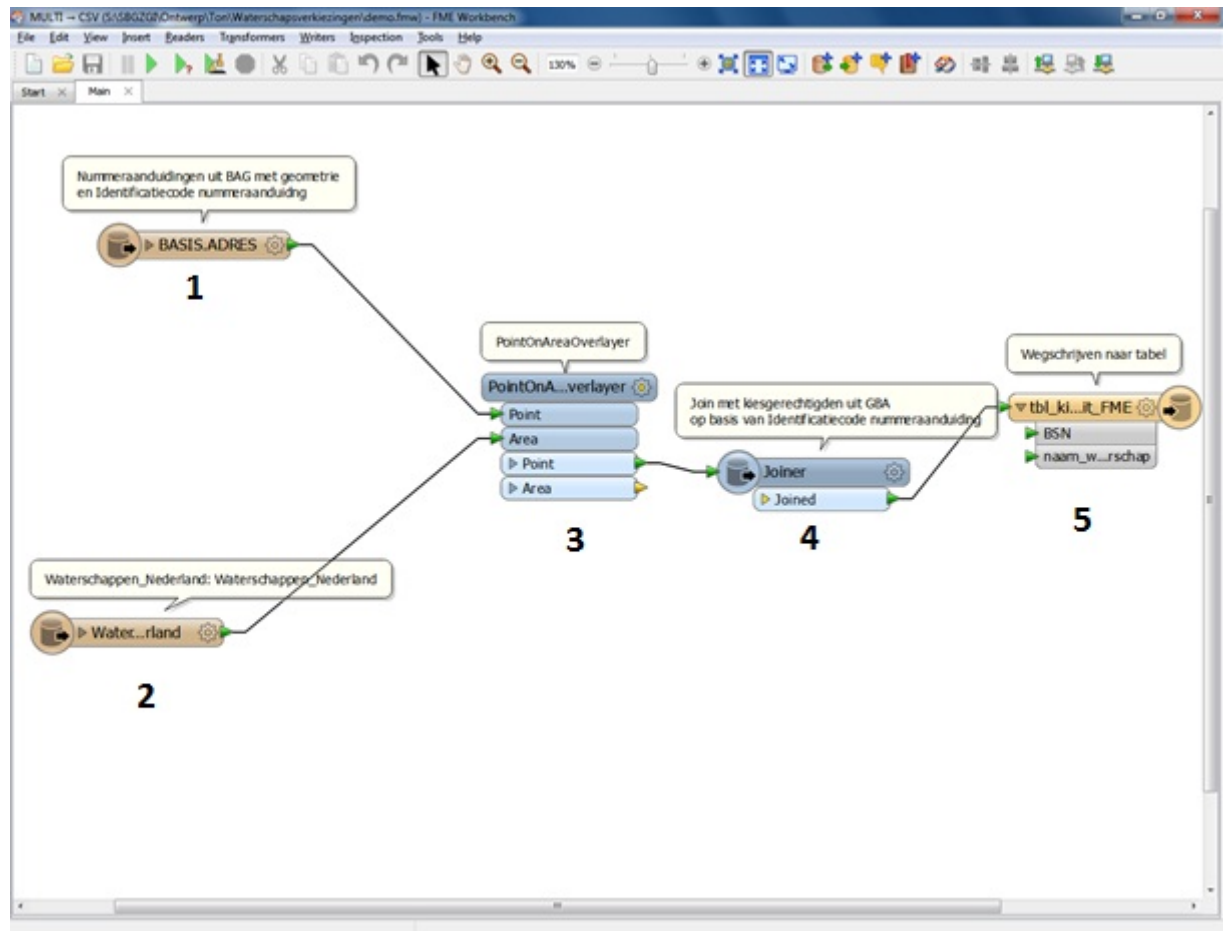 MULTI → CSV (S:\SBGZGI\Ontwerp\Ton\Waterschapsverkiezingen\demo.fmw) - FME Workbench
File Edit View Insert Readers Transformers Writers Inspection Tools Help
130%
Start Main
Nummeraanduidingen uit BAG met geometrie
en Identificatiecode nummeraanduidng
BASIS.ADRES
1
PointOnAreaOverlayer
PointOnA...verlayer
Point
Area
Point
Area
3
Join met kiesgerechtigden uit GBA
op basis van Identificatiecode nummeraanduidng
Joiner
Joined
4
Wegschrijven naar tabel
tbl_ki...it_FME
BSN
naam_w...rschap
5
Waterschappen_Nederland: Waterschappen_Nederland
Water...rland
2